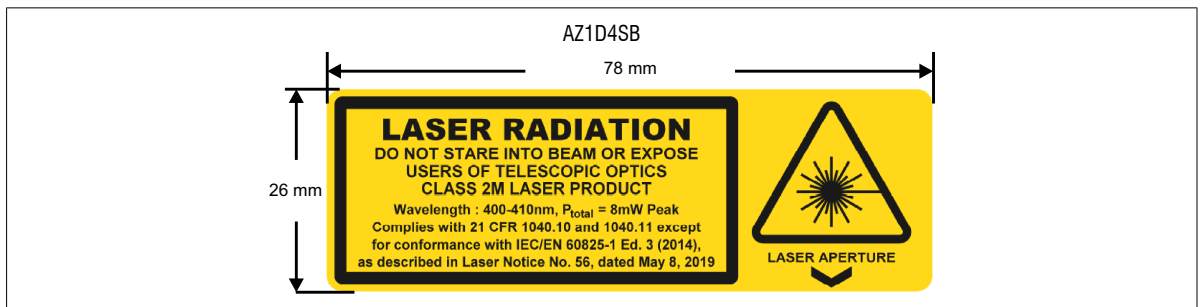 AZ1D4SB
78 mm
26 mm
LASER RADIATION
DO NOT STARE INTO BEAM OR EXPOSE
USERS OF TELESCOPIC OPTICS
CLASS 2M LASER PRODUCT
Wavelength : 400-410nm, Ptotal = 8mW Peak
Complies with 21 CFR 1040.10 and 1040.11 except
for conformance with IEC/EN 60825-1 Ed. 3 (2014),
as described in Laser Notice No. 56, dated May 8, 2019
LASER APERTURE